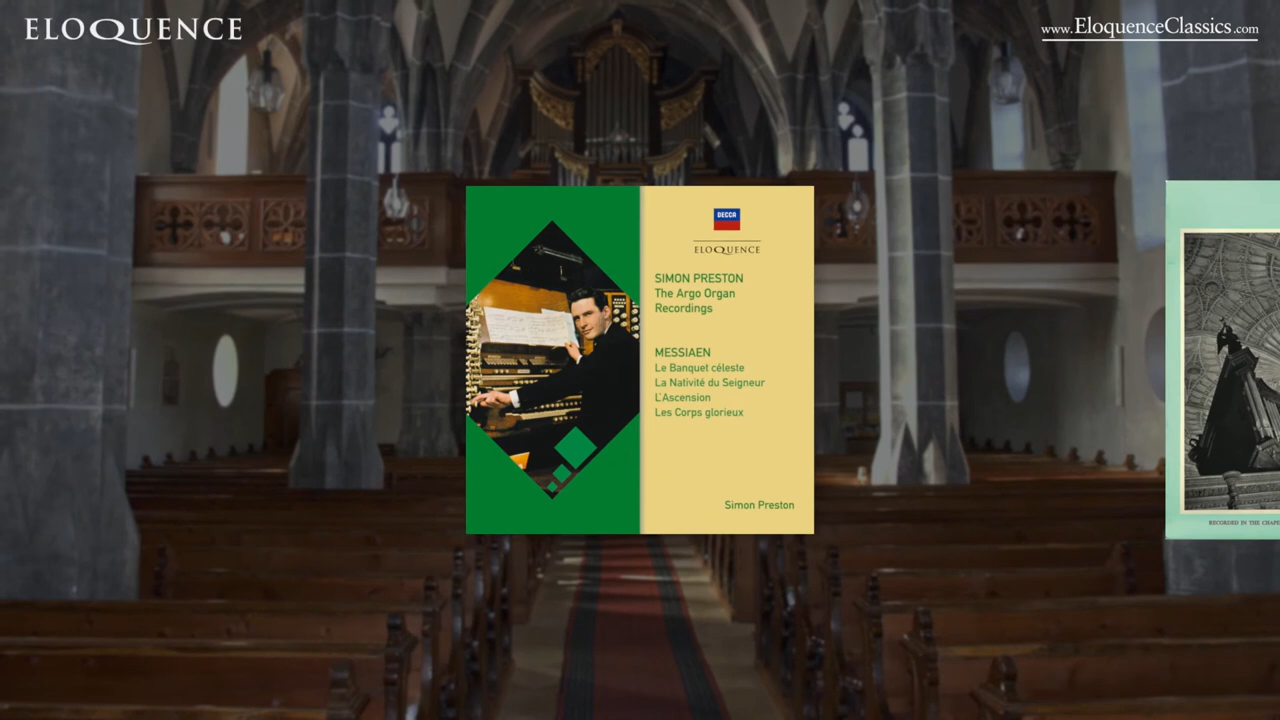 ELOQUENCE
www.EloquenceClassics.com
DECCA
ELOQUENCE
SIMON PRESTON
The Argo Organ
Recordings
MESSIAEN
Le Banquet céleste
La Nativité du Seigneur
L'Ascension
Les Corps glorieux
Simon Preston
RECORDED IN THE